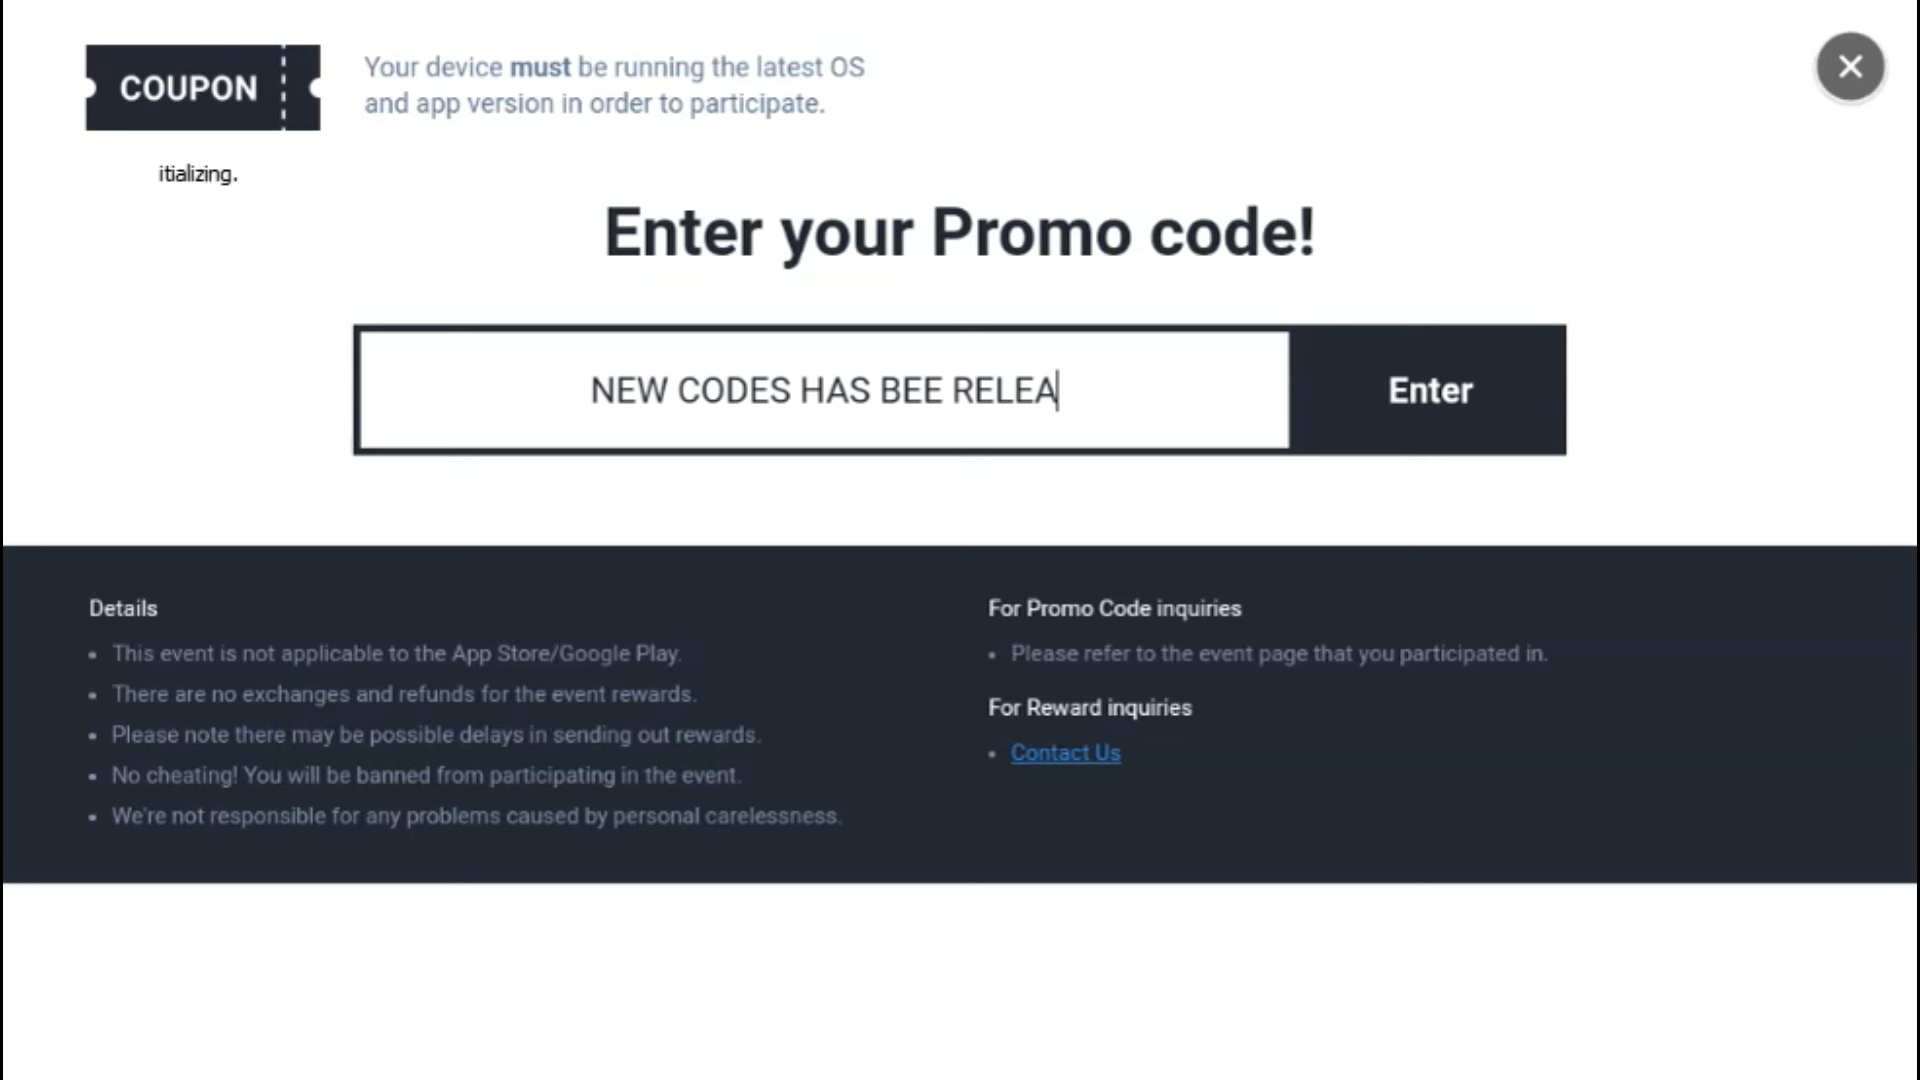 COUPON
Your device must be running the latest OS
and app version in order to participate.
itializing.
Enter your Promo code!
NEW CODES HAS BEE RELEA
Enter
Details
• This event is not applicable to the App Store/Google Play.
• There are no exchanges and refunds for the event rewards.
• Please note there may be possible delays in sending out rewards.
• No cheating! You will be banned from participating in the event.
• We're not responsible for any problems caused by personal carelessness.
For Promo Code inquiries
• Please refer to the event page that you participated in.
For Reward inquiries
• Contact Us